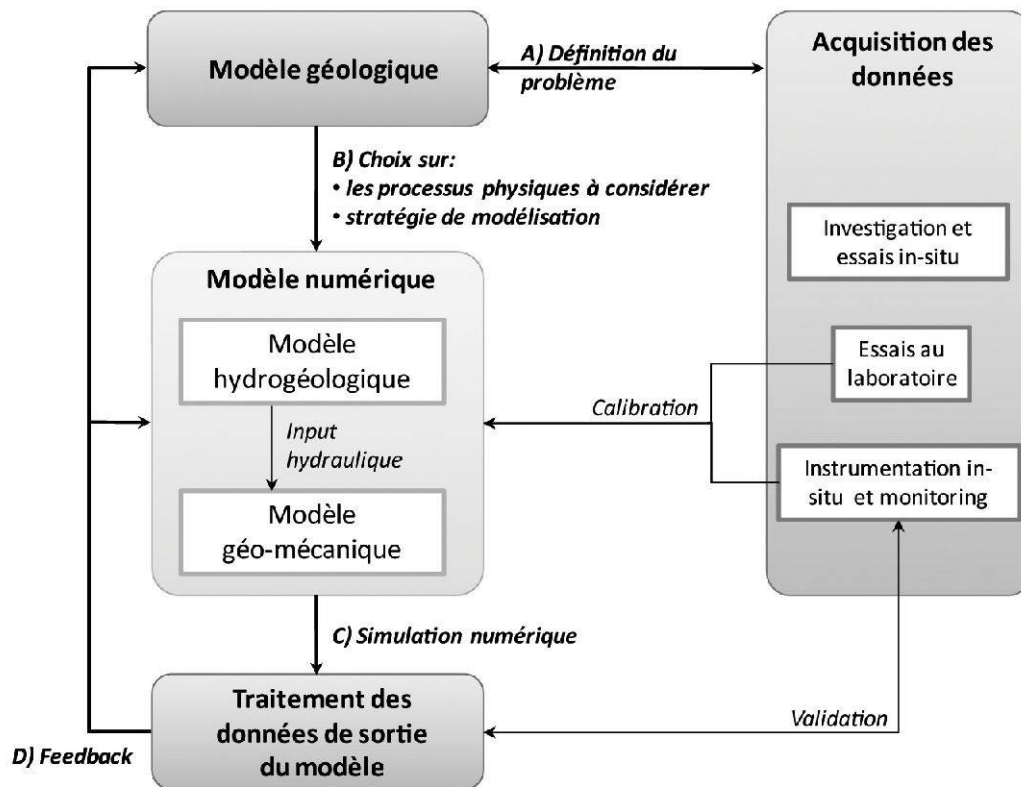 Modèle géologique
A) Définition du
problème
Acquisition des
données
B) Choix sur:
• les processus physiques à considérer
• stratégie de modélisation
Investigation et
essais in-situ
Modèle numérique
Modèle
hydrogéologique
Essais au
laboratoire
Calibration
Input
hydraulique
Instrumentation in-
situ et monitoring
Modèle
géo-mécanique
C) Simulation numérique
Traitement des
données de sortie
du modèle
Validation
D) Feedback